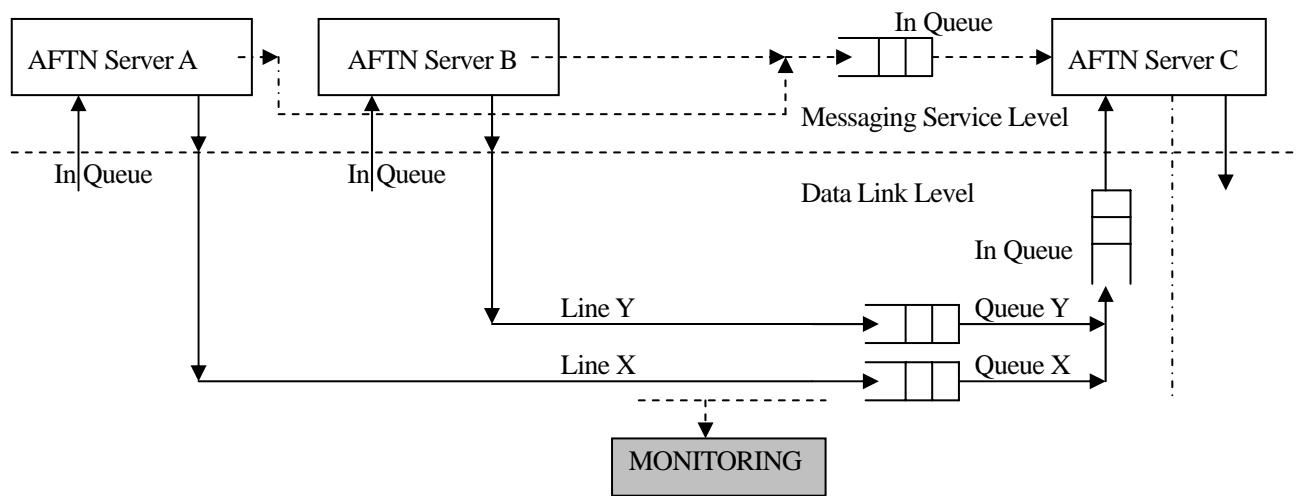 In Queue
AFTN Server A
AFTN Server B
AFTN Server C
Messaging Service Level
In Queue
In Queue
Data Link Level
In Queue
Line Y
Queue Y
Line X
Queue X
MONITORING